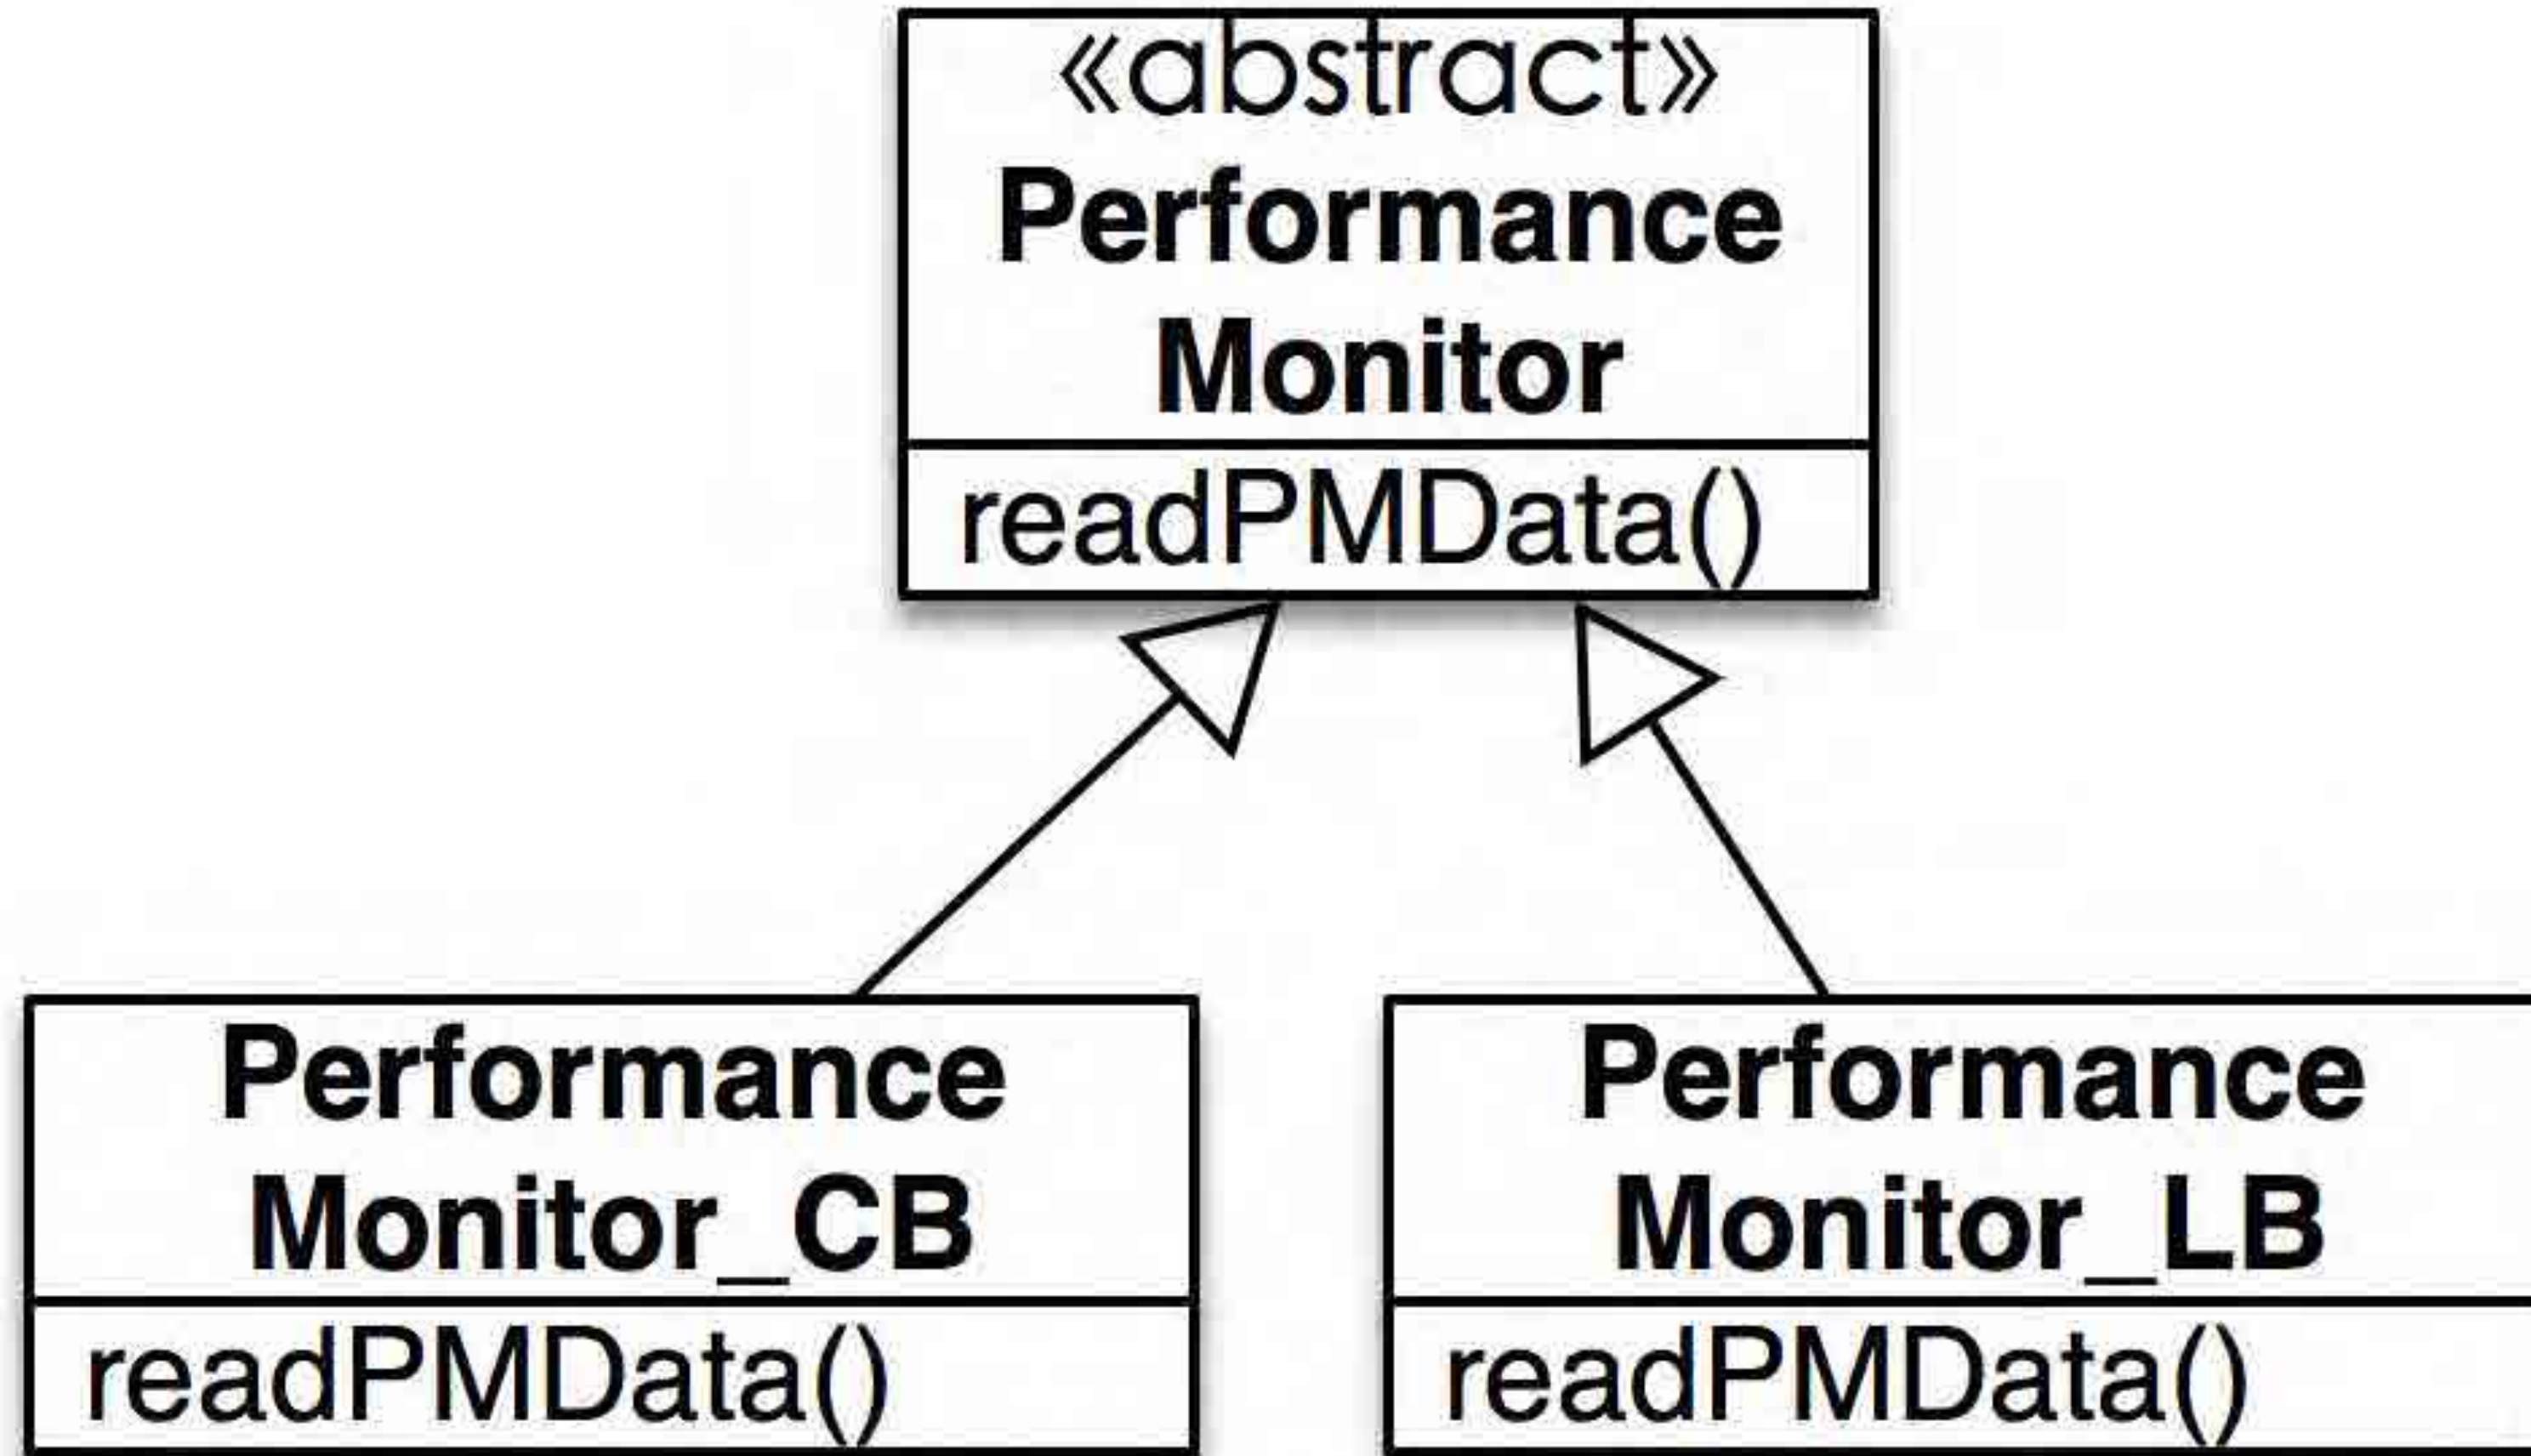 «abstract»
Performance
Monitor
readPMData()
Performance
Monitor_CB
readPMData()
Performance
Monitor_LB
readPMData()